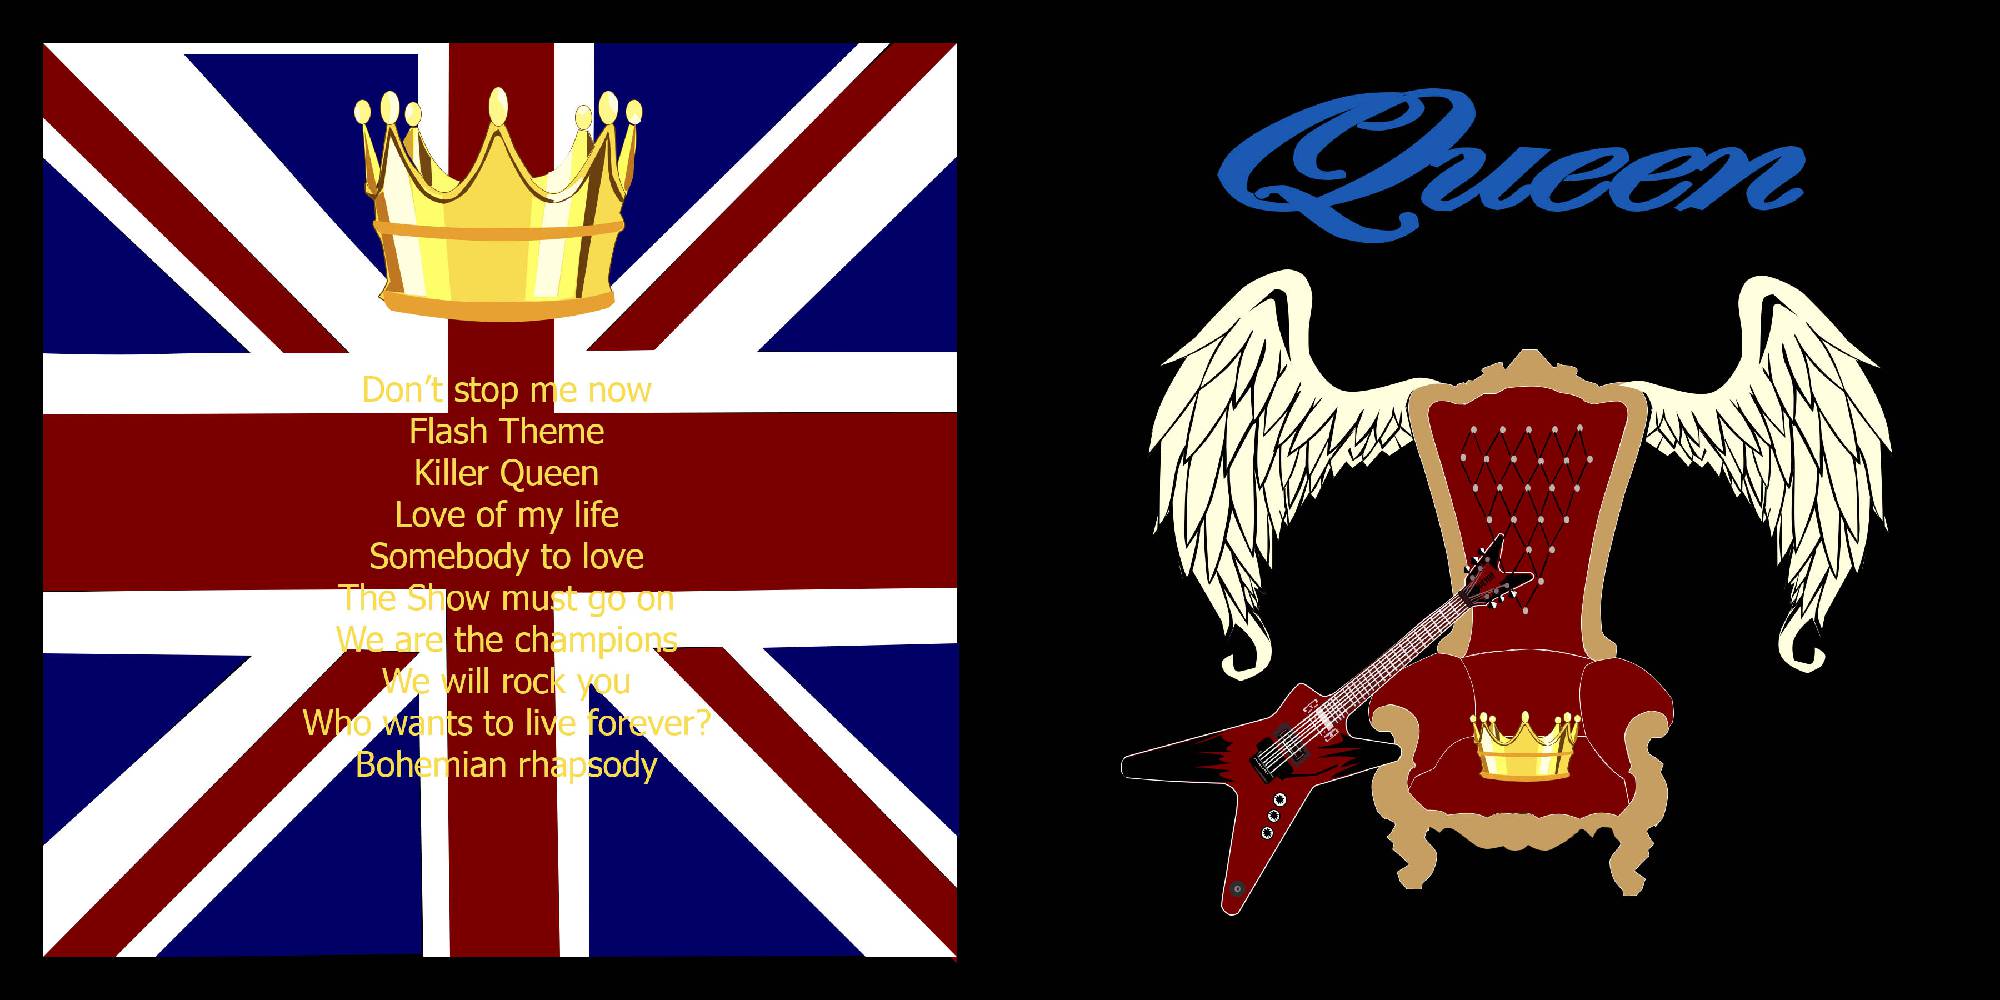 Don’t stop me now
Flash Theme
Killer Queen
Love of my life
Somebody to love
The Show must go on
We are the champions
We will rock you
Who wants to live forever?
Bohemian rhapsody
Queen